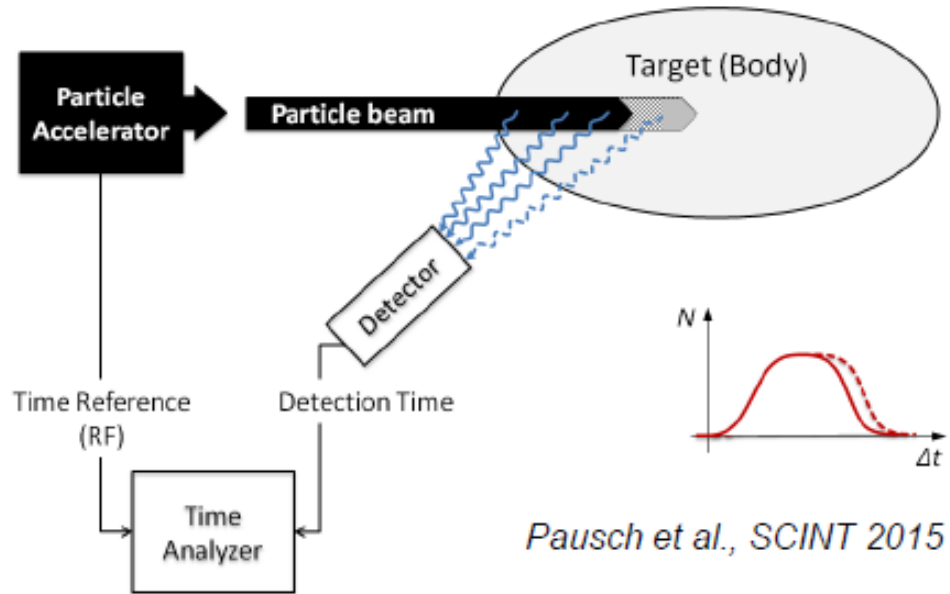 Particle
Accelerator
Particle beam
Target (Body)
Detector
Time Reference
(RF)
Detection Time
Time
Analyzer
N
Δt
Pausch et al., SCINT 2015